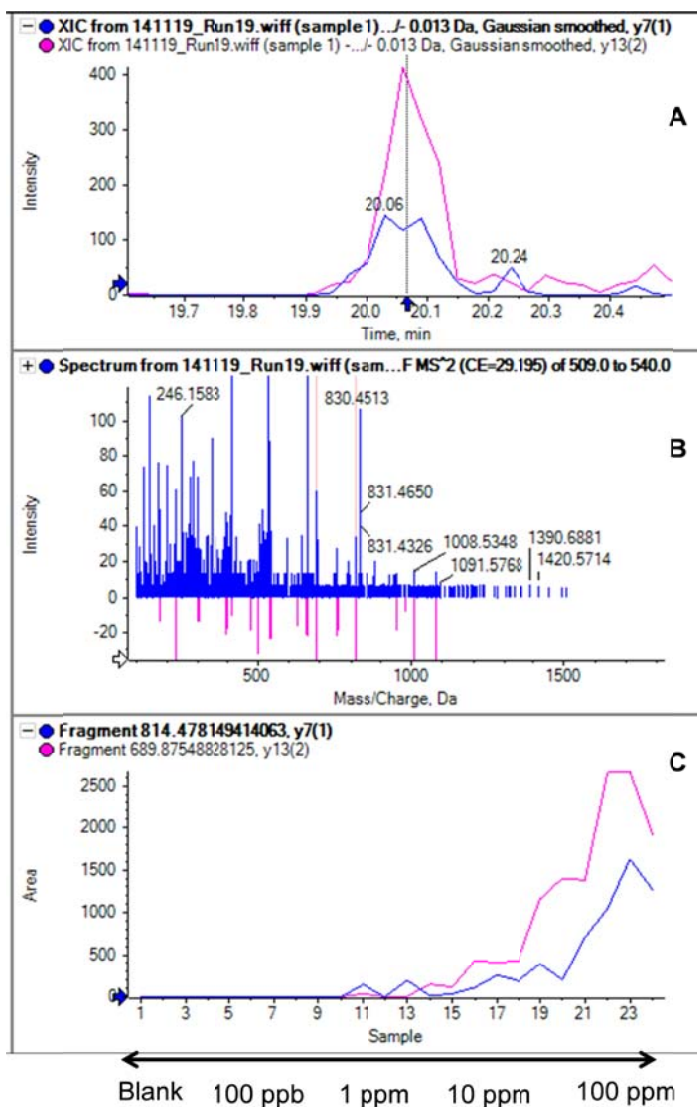 XIC from 141119_Run19.wiff (sample 1).../- 0.013 Da, Gaussian smoothed, y7(1)
XIC from 141119_Run19.wiff (sample 1) -.../- 0.013 Da, Gaussian smoothed, y13(2)
A
400
300
200
100
0
Intensity
20.06
20.24
19.7 19.8 19.9 20.0 20.1 20.2 20.3 20.4
Time, min
Spectrum from 141119_Run19.wiff (sam...F MS^2 (CE=29.195) of 509.0 to 540.0
B
100
80
60
40
20
0
-20
Intensity
246.1583
830.4513
831.4650
831.4326
1008.5348
1091.5768
1390.6881
1420.5714
500 1000 1500
Mass/Charge, Da
Fragment 814.478149414063, y7(1)
Fragment 689.87548828125, y13(2)
C
2500
2000
1500
1000
500
0
Area
1 3 5 7 9 11 13 15 17 19 21 23
Sample
Blank 100 ppb 1 ppm 10 ppm 100 ppm